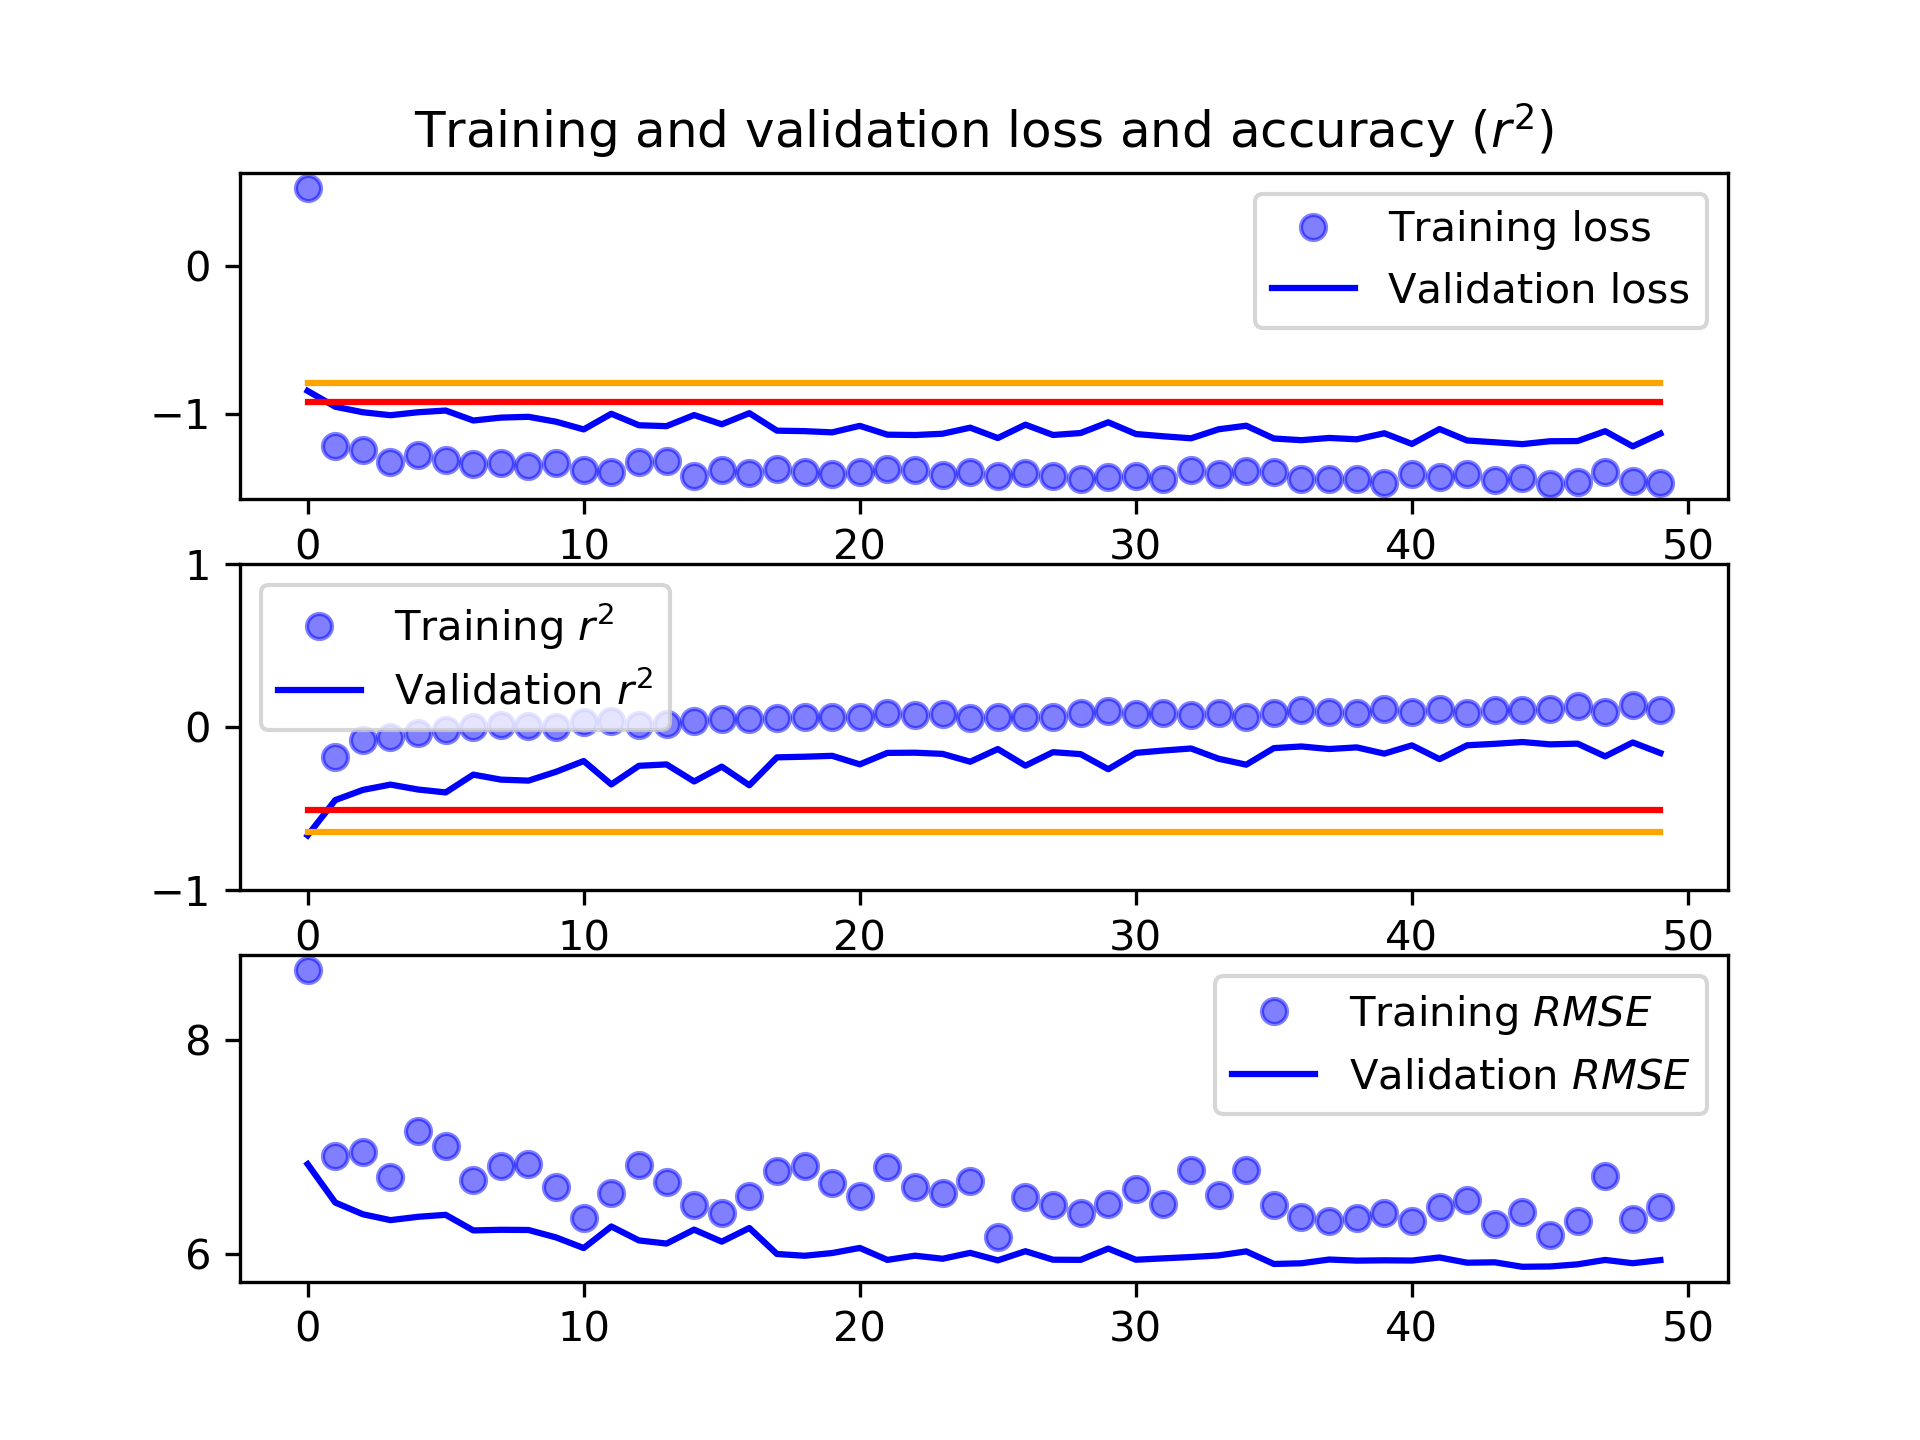 Training and validation loss and accuracy (r²)
Training loss
Validation loss
0
−1
0 10 20 30 40 50
Training r²
Validation r²
1
0
−1
0 10 20 30 40 50
Training RMSE
Validation RMSE
8
6
0 10 20 30 40 50